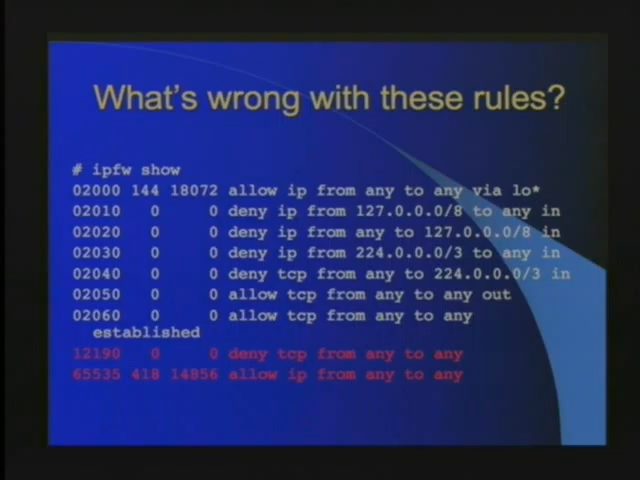 What's wrong with these rules?
# ipfw show
02000 144 18072 allow ip from any to any via lo*
02010 0 0 deny ip from 127.0.0.0/8 to any in
02020 0 0 deny ip from any to 127.0.0.0/8 in
02030 0 0 deny ip from 224.0.0.0/3 to any in
02040 0 0 deny tcp from any to 224.0.0.0/3 in
02050 0 0 allow tcp from any to any out
02060 0 0 allow tcp from any to any
established
12190 0 0 deny tcp from any to any
65535 418 14856 allow ip from any to any